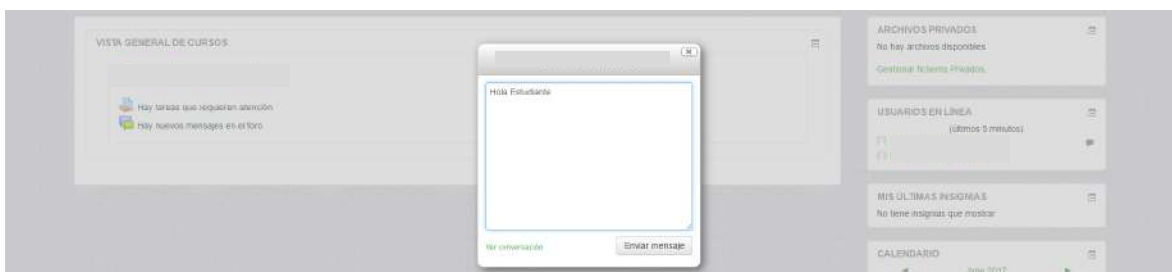 VISTA GENERAL DE CURSOS
Hay tareas que requieren atención
Hay nuevos mensajes en el foro
Hola Estudiante
Ver conversación
Enviar mensaje
ARCHIVOS PRIVADOS
No hay archivos disponibles
Gestionar ficheros Privados.
USUARIOS EN LÍNEA
(últimos 5 minutos)
MIS ÚLTIMAS INSIGNIAS
No tiene insignias que mostrar
CALENDARIO
June 2017